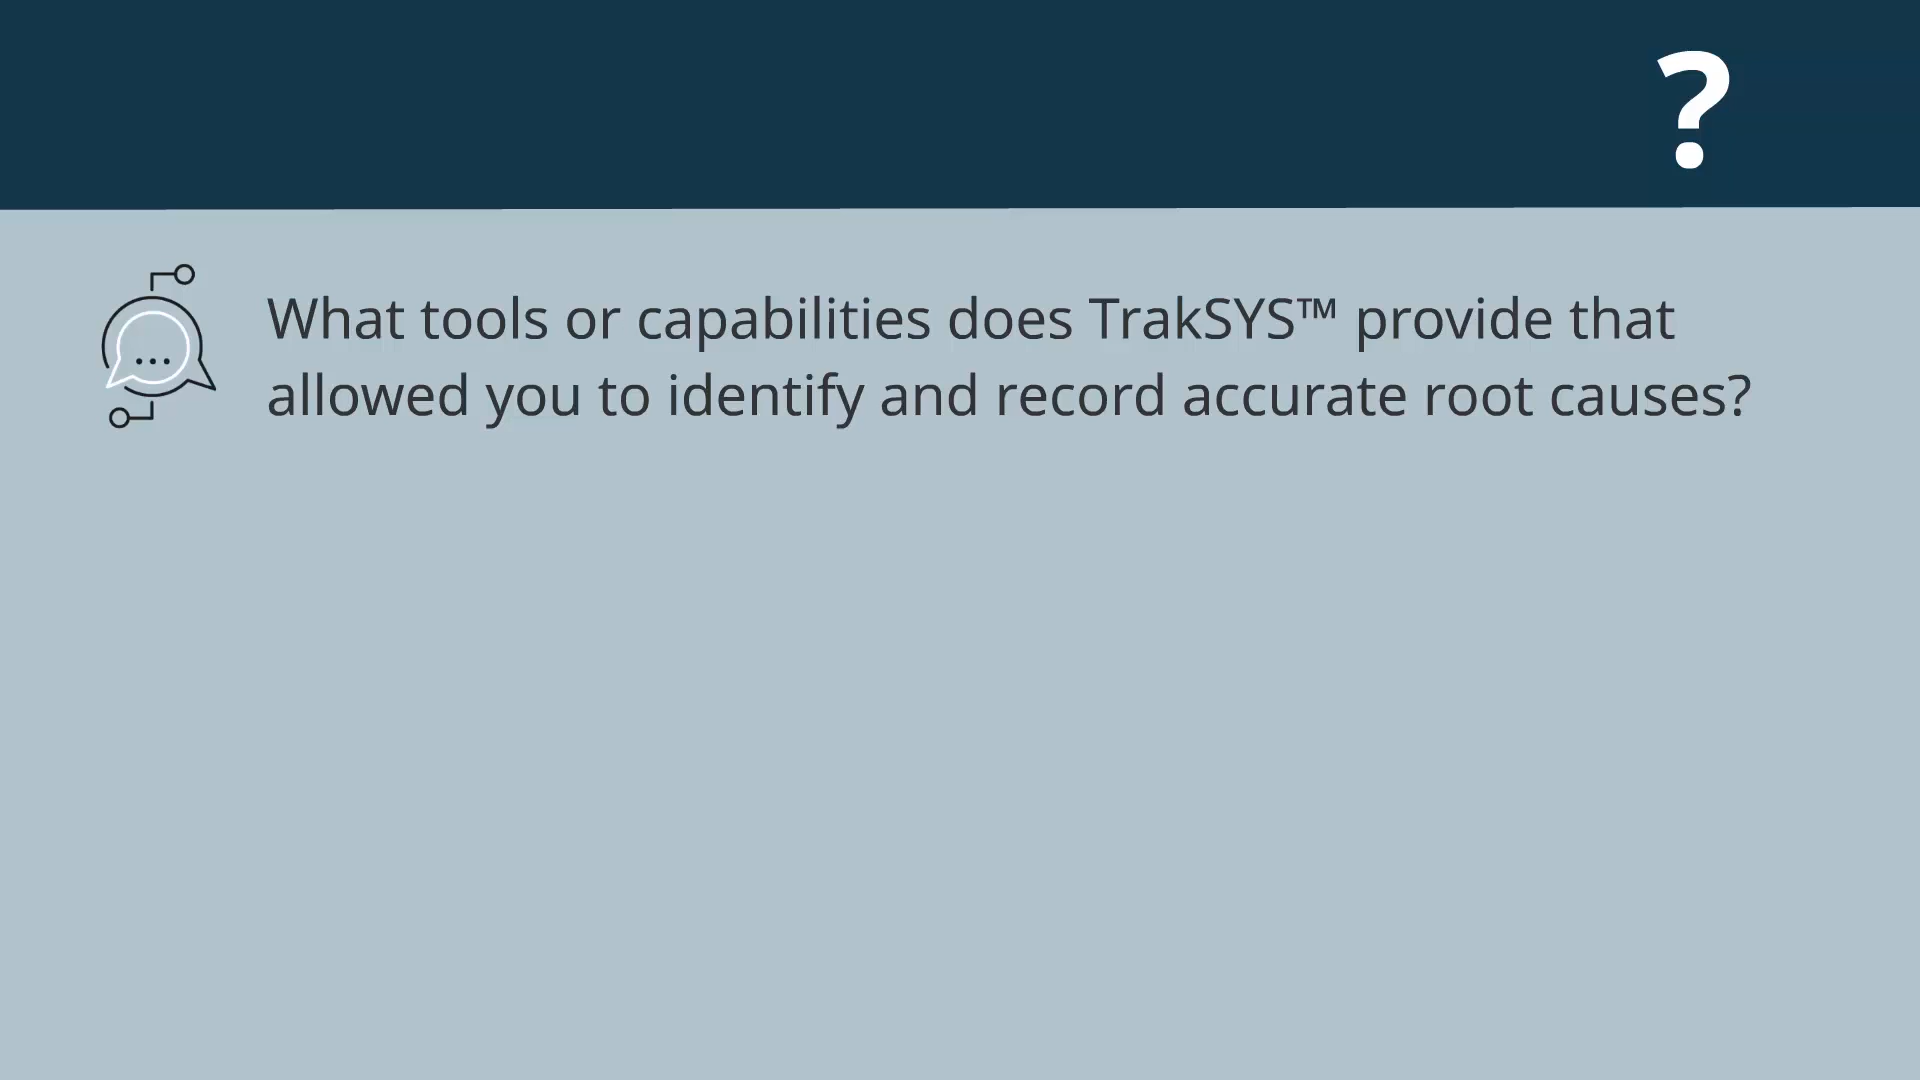 ?
What tools or capabilities does TrakSYS™ provide that
allowed you to identify and record accurate root causes?